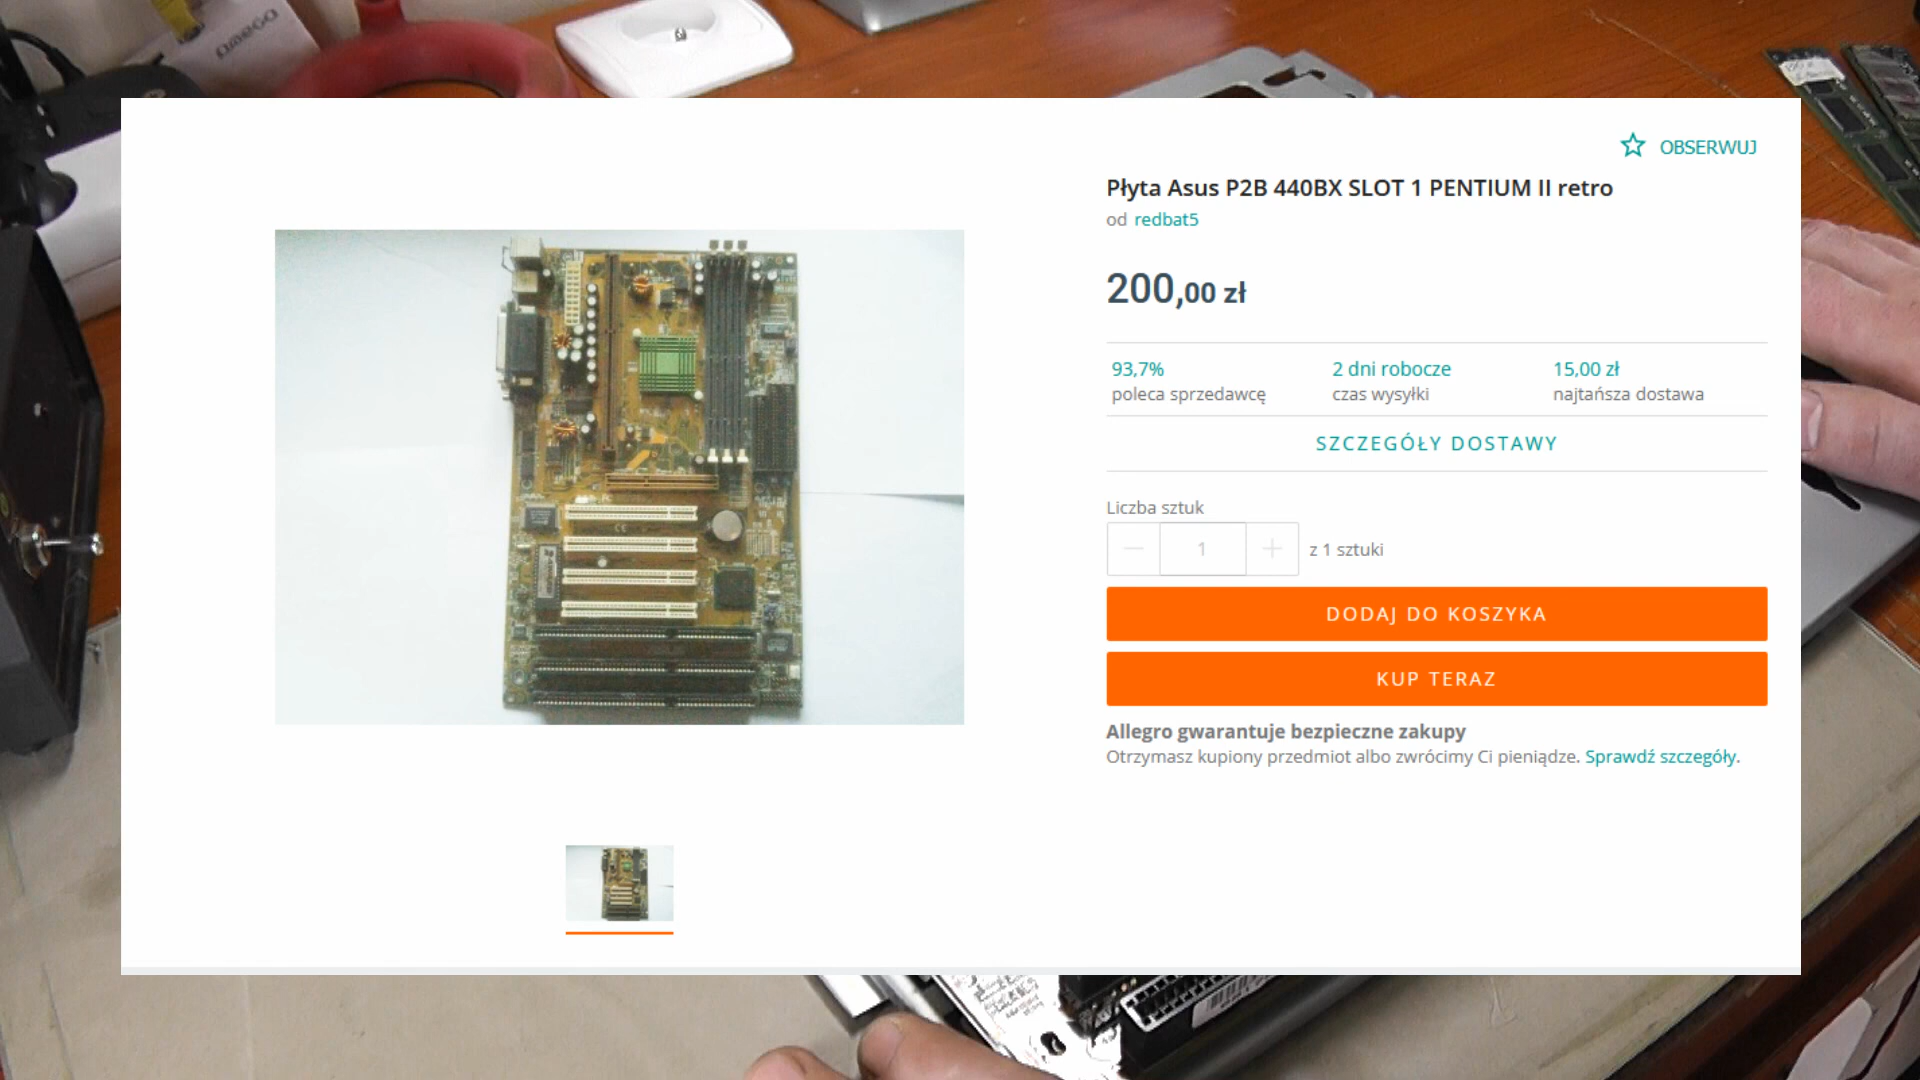 omega
OBSERWUJ
Płyta Asus P2B 440BX SLOT 1 PENTIUM II retro
od redbat5
200,00 zł
93,7%
poleca sprzedawcę
2 dni robocze
czas wysyłki
15,00 zł
najtańsza dostawa
SZCZEGÓŁY DOSTAWY
Liczba sztuk
1
z 1 sztuki
DODAJ DO KOSZYKA
KUP TERAZ
Allegro gwarantuje bezpieczne zakupy
Otrzymasz kupiony przedmiot albo zwrócimy Ci pieniądze. Sprawdź szczegóły.